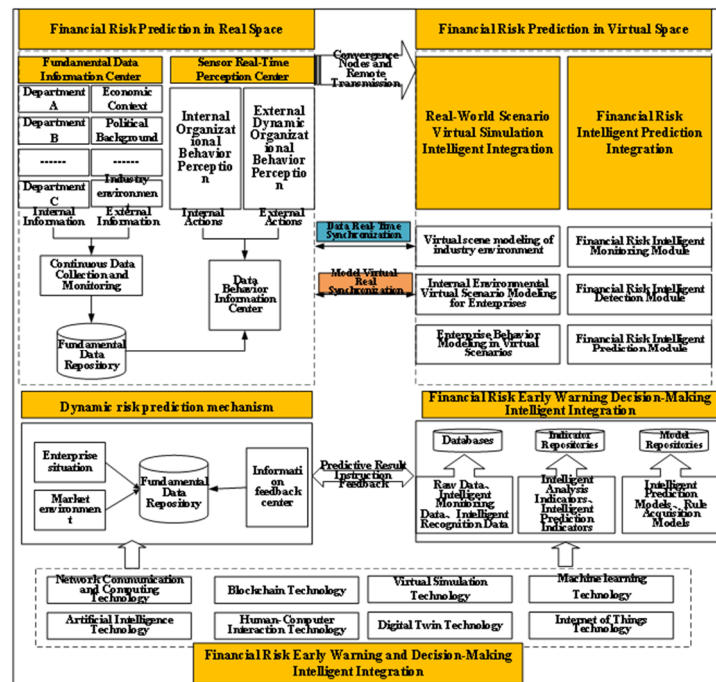 Financial Risk Prediction in Real Space
Financial Risk Prediction in Virtual Space
Fundamental Data
Information Center
Sensor Real-Time
Perception Center
Convergence
Nodes and
Remote
Transmission
Department
A
Economic
Context
Department
B
Political
Background
------
------
Department
C
Industry
environment
Internal
Organizati
onal
Behavior
Perceptio
n
External
Dynamic
Organizati
onal
Behavior
Perceptio
n
Real-World Scenario
Virtual Simulation
Intelligent Integration
Financial Risk
Intelligent Prediction
Integration
Internal
Information
External
Information
Internal
Actions
External
Actions
Data Real-Time
Synchronization
Model Virtual-
Real
Synchronization
Continuous Data
Collection and
Monitoring
Data
Behavior
Information
Center
Fundamental
Data
Repository
Virtual scene modeling of
industry environment
Financial Risk Intelligent
Monitoring Module
Internal Environmental
Virtual Scenario Modeling
for Enterprises
Financial Risk Intelligent
Detection Module
Enterprise Behavior
Modeling in Virtual
Scenarios
Financial Risk Intelligent
Prediction Module
Dynamic risk prediction mechanism
Financial Risk Early Warning Decision-Making
Intelligent Integration
Enterprise
situation
Market
environmen
t
Fundamental
Data
Repository
Informati
on
feedback
center
Predictive Result
Instruction
Feedback
Databases
Indicator
Repositories
Model
Repositories
Raw Data、Intelligent
Monitoring
Data、Intelligent
Recognition Data
Intelligent
Analysis
Indicators、
Intelligent
Prediction
Indicators
Intelligent
Prediction
Models、Rule
Acquisition
Models
Network Communication
and Computing
Technology
Blockchain Technology
Virtual Simulation
Technology
Machine learning
Technology
Artificial Intelligence
Technology
Human-Computer
Interaction Technology
Digital Twin Technology
Internet of Things
Technology
Financial Risk Early Warning and Decision-Making
Intelligent Integration